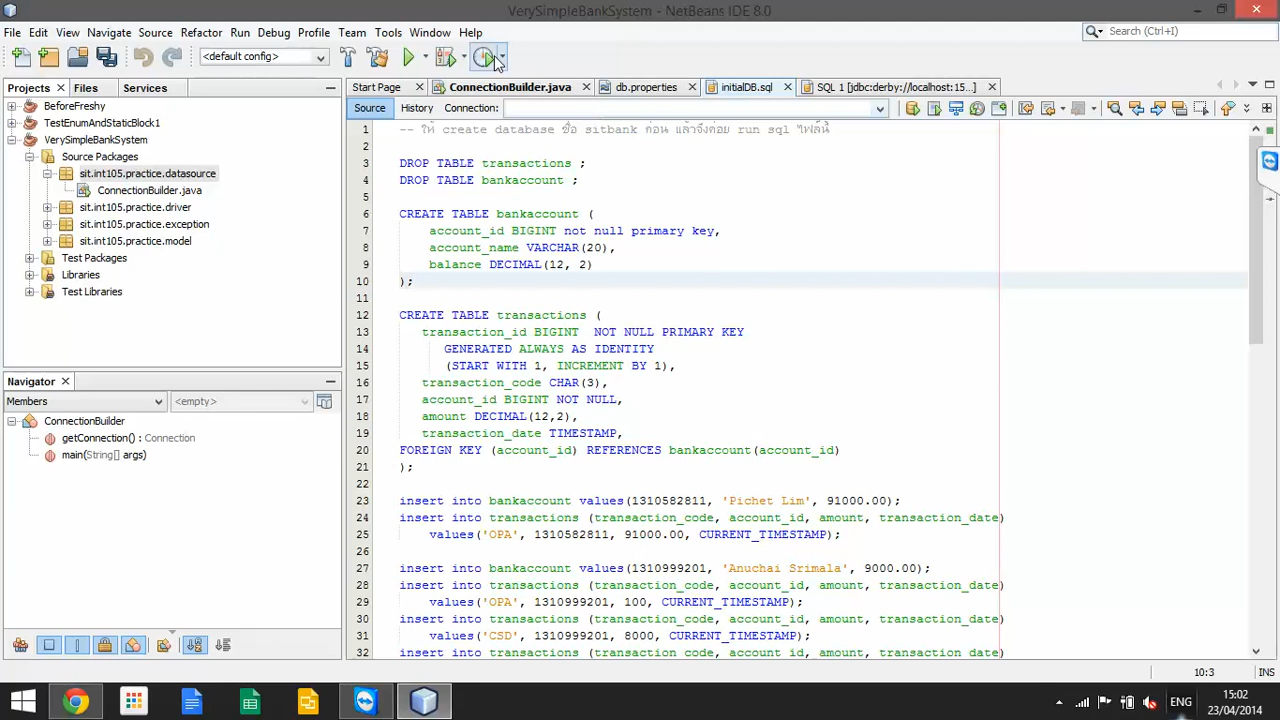 VerySimpleBankSystem - NetBeans IDE 8.0
File Edit View Navigate Source Refactor Run Debug Profile Team Tools Window Help
Search (Ctrl+I)
<default config>
Projects Files Services
Start Page ConnectionBuilder.java db.properties initialDB.sql SQL 1 [jdbc:derby://localhost:15...]
Source History Connection:
BeforeFreshy
TestEnumAndStaticBlock1
VerySimpleBankSystem
Source Packages
sit.int105.practice.datasource
ConnectionBuilder.java
sit.int105.practice.driver
sit.int105.practice.exception
sit.int105.practice.model
Test Packages
Libraries
Test Libraries
Navigator
Members <empty>
ConnectionBuilder
getConnection() : Connection
main(String[] args)
1 -- ให้ create database ชื่อ sitbank ก่อน แล้วจึงค่อย run sql ไฟล์นี้
2
3 DROP TABLE transactions ;
4 DROP TABLE bankaccount ;
5
6 CREATE TABLE bankaccount (
7 account_id BIGINT not null primary key,
8 account_name VARCHAR(20),
9 balance DECIMAL(12, 2)
10 );
11
12 CREATE TABLE transactions (
13 transaction_id BIGINT NOT NULL PRIMARY KEY
14 GENERATED ALWAYS AS IDENTITY
15 (START WITH 1, INCREMENT BY 1),
16 transaction_code CHAR(3),
17 account_id BIGINT NOT NULL,
18 amount DECIMAL(12,2),
19 transaction_date TIMESTAMP,
20 FOREIGN KEY (account_id) REFERENCES bankaccount(account_id)
21 );
22
23 insert into bankaccount values(1310582811, 'Pichet Lim', 91000.00);
24 insert into transactions (transaction_code, account_id, amount, transaction_date)
25 values('OPA', 1310582811, 91000.00, CURRENT_TIMESTAMP);
26
27 insert into bankaccount values(1310999201, 'Anuchai Srimala', 9000.00);
28 insert into transactions (transaction_code, account_id, amount, transaction_date)
29 values('OPA', 1310999201, 100, CURRENT_TIMESTAMP);
30 insert into transactions (transaction_code, account_id, amount, transaction_date)
31 values('CSD', 1310999201, 8000, CURRENT_TIMESTAMP);
32 insert into transactions (transaction_code, account_id, amount, transaction_date)
10:3 INS
ENG
15:02
23/04/2014